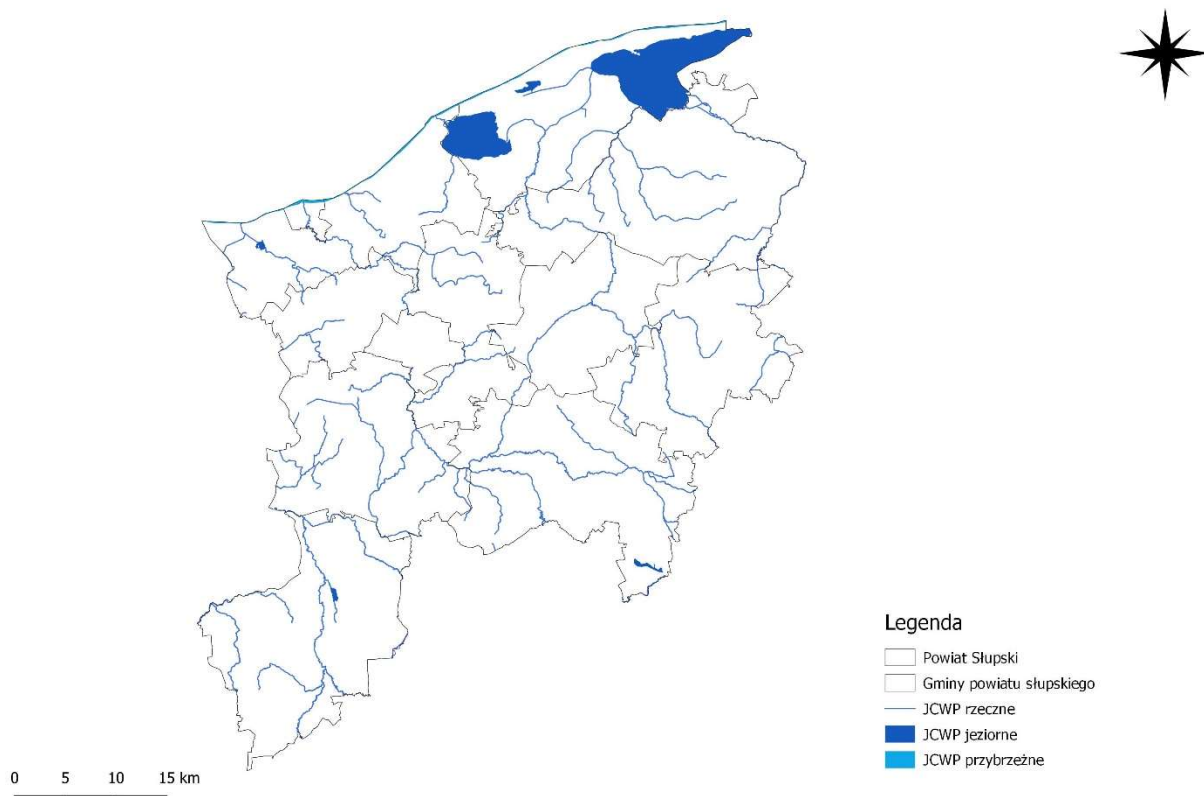 Legenda
Powiat Słupski
Gminy powiatu słupskiego
JCWP rzeczne
JCWP jeziorne
JCWP przybrzeżne
0 5 10 15 km